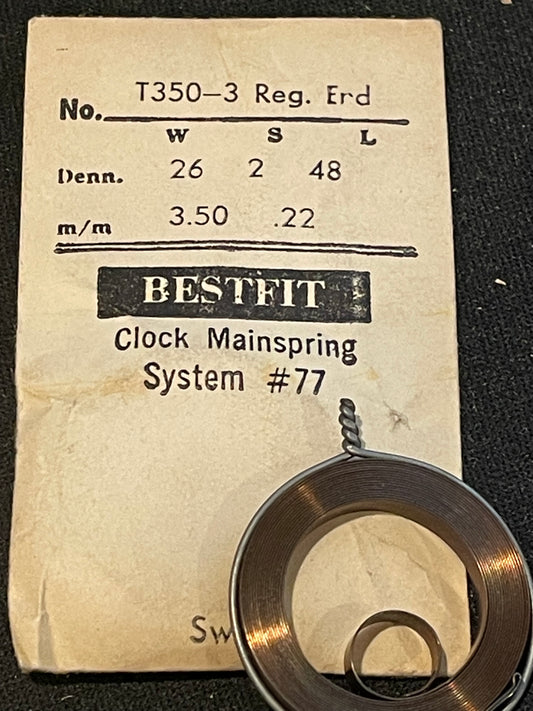 No. T350-3 Reg. Erd
W S L
Denn. 26 2 48
m/m 3.50 .22
BESTFIT
Clock Mainspring
System #77